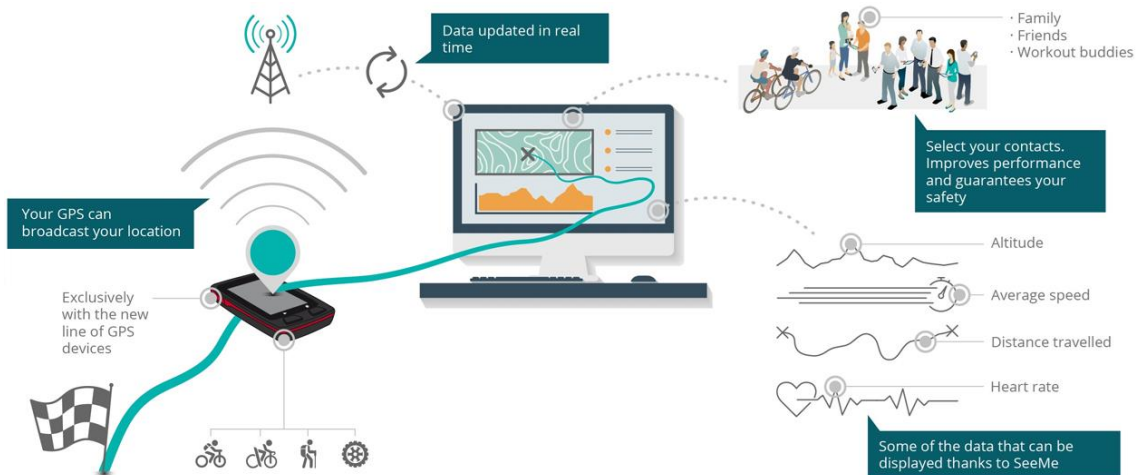 Data updated in real
time
· Family
· Friends
· Workout buddies
Select your contacts.
Improves performance
and guarantees your
safety
Your GPS can
broadcast your location
Exclusively
with the new
line of GPS
devices
Altitude
Average speed
Distance travelled
Heart rate
Some of the data that can be
displayed thanks to SeeMe